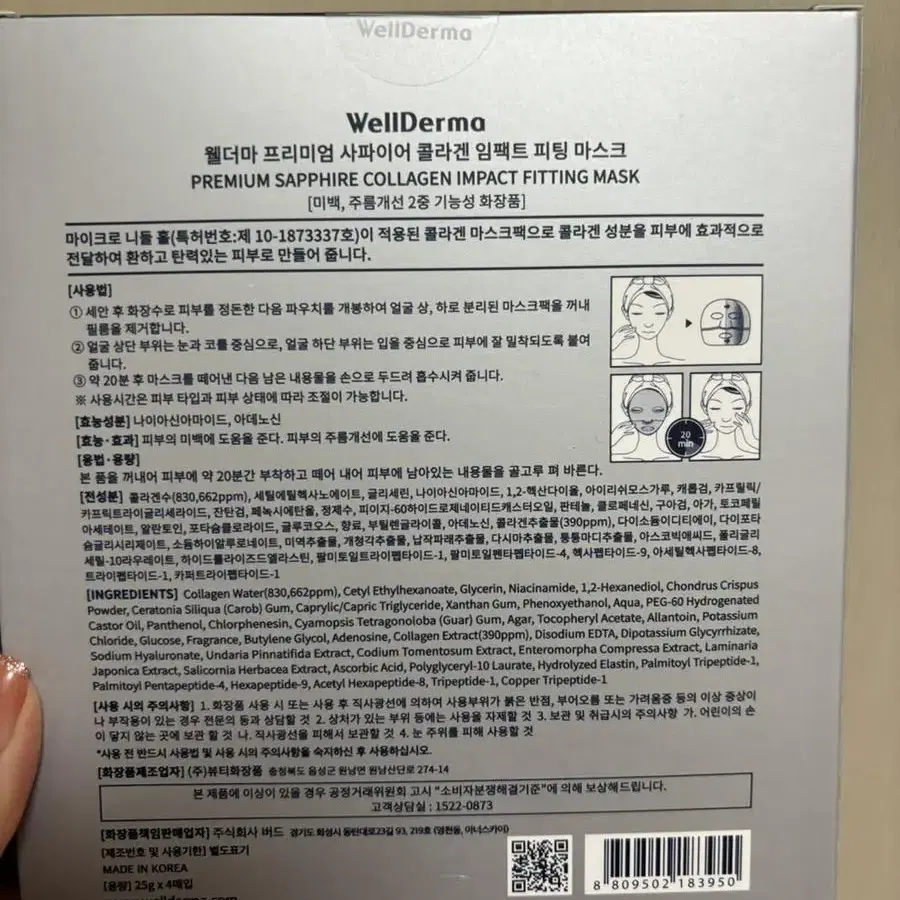 WellDerma
WellDerma
웰더마 프리미엄 사파이어 콜라겐 임팩트 피팅 마스크
PREMIUM SAPPHIRE COLLAGEN IMPACT FITTING MASK
[미백, 주름개선 2중 기능성 화장품]
마이크로 니들 홀(특허번호:제 10-1873337호)이 적용된 콜라겐 마스크팩으로 콜라겐 성분을 피부에 효과적으로
전달하여 환하고 탄력있는 피부로 만들어 줍니다.
[사용법]
① 세안 후 화장수로 피부를 정돈한 다음 파우치를 개봉하여 얼굴 상, 하로 분리된 마스크팩을 꺼내
필름을 제거합니다.
② 얼굴 상단 부위는 눈과 코를 중심으로, 얼굴 하단 부위는 입을 중심으로 피부에 잘 밀착되도록 붙여
줍니다.
③ 약 20분 후 마스크를 떼어낸 다음 남은 내용물을 손으로 두드려 흡수시켜 줍니다.
※ 사용시간은 피부 타입과 피부 상태에 따라 조절이 가능합니다.
20
min
[효능성분] 나이아신아마이드, 아데노신
[효능·효과] 피부의 미백에 도움을 준다. 피부의 주름개선에 도움을 준다.
[용법·용량]
본 품을 꺼내어 피부에 약 20분간 부착하고 떼어 내어 피부에 남아있는 내용물을 골고루 펴 바른다.
[전성분] 콜라겐수(830,662ppm), 세틸에틸헥사노에이트, 글리세린, 나이아신아마이드, 1,2-헥산다이올, 아이리쉬모스가루, 캐롭검, 카프릴릭/
카프릭트라이글리세라이드, 잔탄검, 페녹시에탄올, 정제수, 피이지-60하이드로제네이티드캐스터오일, 판테놀, 클로페네신, 구아검, 아가, 토코페릴
아세테이트, 알란토인, 포타슘클로라이드, 글루코오스, 향료, 부틸렌글라이콜, 아데노신, 콜라겐추출물(390ppm), 다이소듐이디티에이, 다이포타
슘글리시리제이트, 소듐하이알루로네이트, 미역추출물, 개청각추출물, 납작파래추출물, 다시마추출물, 퉁퉁마디추출물, 아스코빅애씨드, 폴리글리
세릴-10라우레이트, 하이드롤라이즈드엘라스틴, 팔미토일트라이펩타이드-1, 팔미토일펜타펩타이드-4, 헥사펩타이드-9, 아세틸헥사펩타이드-8,
트라이펩타이드-1, 카퍼트라이펩타이드-1
[INGREDIENTS] Collagen Water(830,662ppm), Cetyl Ethylhexanoate, Glycerin, Niacinamide, 1,2-Hexanediol, Chondrus Crispus
Powder, Ceratonia Siliqua (Carob) Gum, Caprylic/Capric Triglyceride, Xanthan Gum, Phenoxyethanol, Aqua, PEG-60 Hydrogenated
Castor Oil, Panthenol, Chlorphenesin, Cyamopsis Tetragonoloba (Guar) Gum, Agar, Tocopheryl Acetate, Allantoin, Potassium
Chloride, Glucose, Fragrance, Butylene Glycol, Adenosine, Collagen Extract(390ppm), Disodium EDTA, Dipotassium Glycyrrhizate,
Sodium Hyaluronate, Undaria Pinnatifida Extract, Codium Tomentosum Extract, Enteromorpha Compressa Extract, Laminaria
Japonica Extract, Salicornia Herbacea Extract, Ascorbic Acid, Polyglyceryl-10 Laurate, Hydrolyzed Elastin, Palmitoyl Tripeptide-1,
Palmitoyl Pentapeptide-4, Hexapeptide-9, Acetyl Hexapeptide-8, Tripeptide-1, Copper Tripeptide-1
[사용 시의 주의사항] 1. 화장품 사용 시 또는 사용 후 직사광선에 의하여 사용부위가 붉은 반점, 부어오름 또는 가려움증 등의 이상 증상이
나 부작용이 있는 경우 전문의 등과 상담할 것 2. 상처가 있는 부위 등에는 사용을 자제할 것 3. 보관 및 취급시의 주의사항 가. 어린이의 손
이 닿지 않는 곳에 보관 할 것 나. 직사광선을 피해서 보관할 것 4. 눈 주위를 피해 사용할 것
*사용 전 반드시 사용법 및 사용 시의 주의사항을 숙지하신 후 사용하십시오.
[화장품제조업자] (주)뷰티화장품 충청북도 음성군 원남면 원남산단로 274-14
본 제품에 이상이 있을 경우 공정거래위원회 고시 "소비자분쟁해결기준"에 의해 보상해드립니다.
고객상담실 : 1522-0873
[화장품책임판매업자] 주식회사 버드 경기도 화성시 동탄대로23길 93, 219호 (영천동, 이너스카이)
[제조번호 및 사용기한] 별도표기
MADE IN KOREA
[용량] 25g x 4매입
8 809502 183950